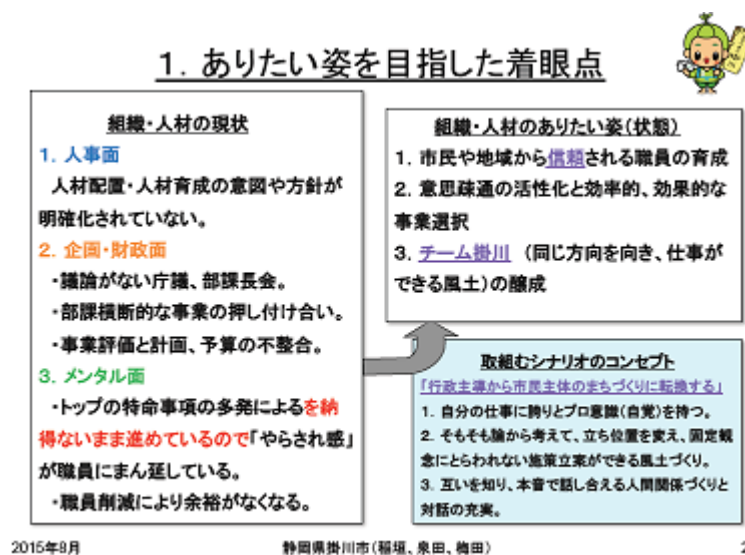 1. ありたい姿を目指した着眼点
組織・人材の現状
1. 人事面
人材配置・人材育成の意図や方針が
明確化されていない。
2. 企画・財政面
・議論がない庁議、部課長会。
・部課横断的な事業の押し付け合い。
・事業評価と計画、予算の不整合。
3. メンタル面
・トップの特命事項の多発によるを納
得ないまま進めているので「やらされ感」
が職員にまん延している。
・職員削減により余裕がなくなる。
組織・人材のありたい姿(状態)
1. 市民や地域から信頼される職員の育成
2. 意思疎通の活性化と効率的、効果的な
事業選択
3. チーム掛川 (同じ方向を向き、仕事が
できる風土)の醸成
取組むシナリオのコンセプト
「行政主導から市民主体のまちづくりに転換する」
1. 自分の仕事に誇りとプロ意識(自覚)を持つ。
2. そもそも論から考えて、立ち位置を変え、固定観
念にとらわれない施策立案ができる風土づくり。
3. 互いを知り、本音で話し合える人間関係づくりと
対話の充実。
2015年8月
静岡県掛川市(稲垣、泉田、梅田)